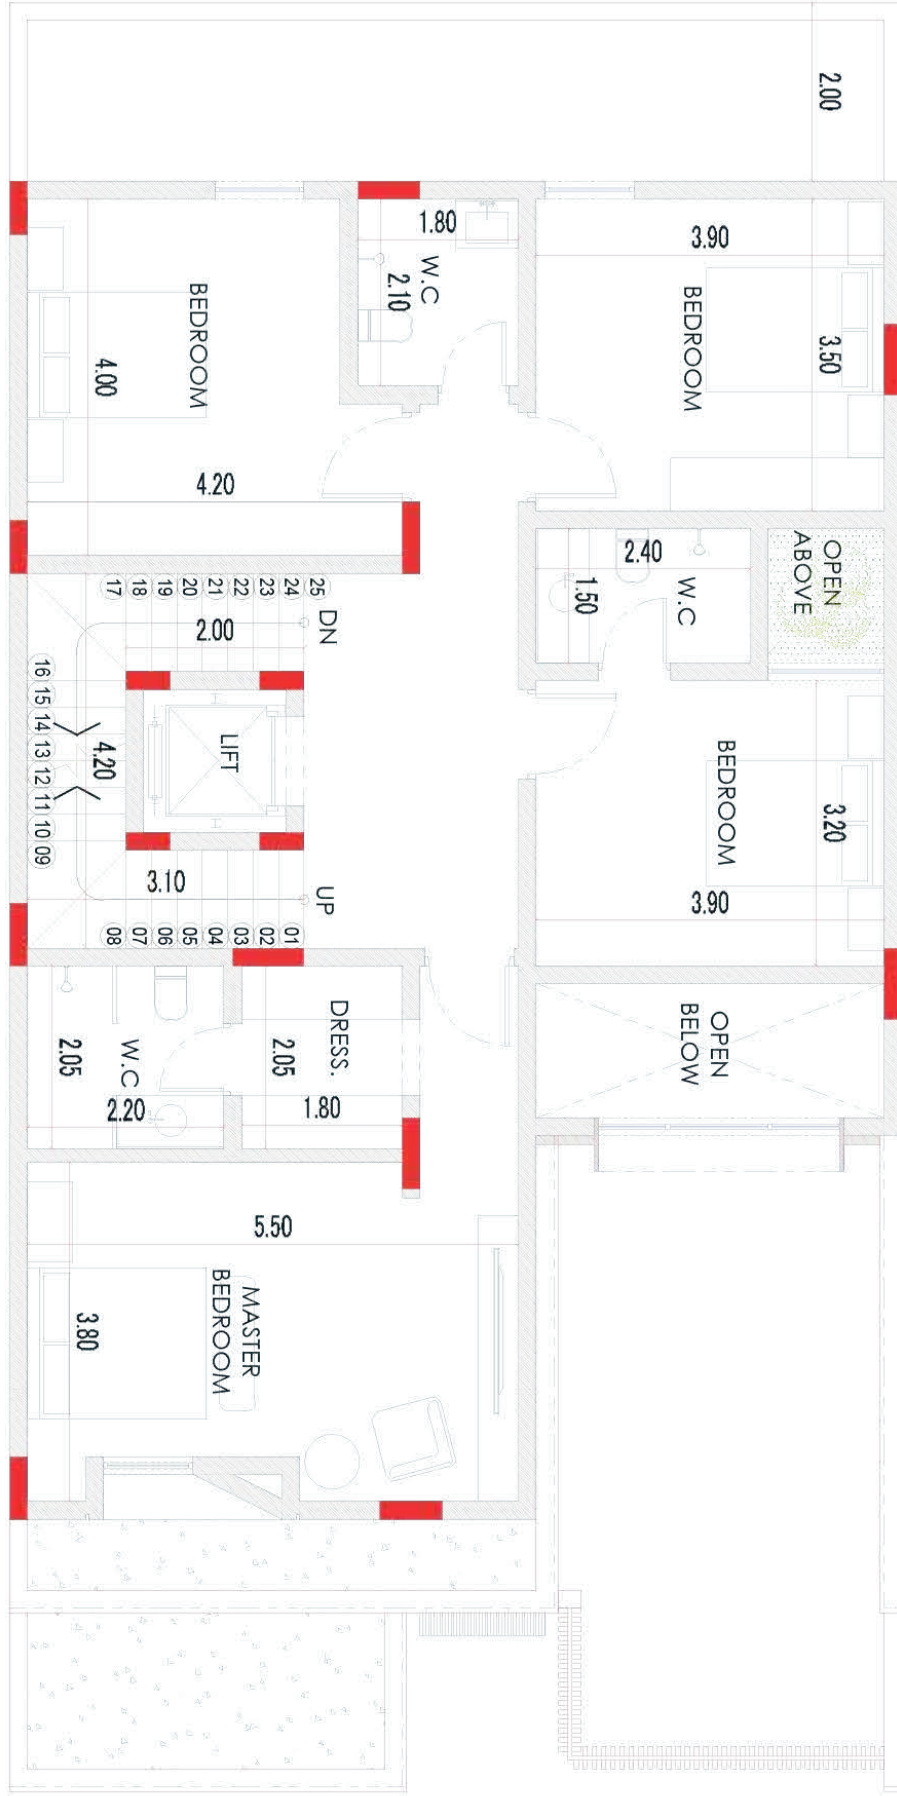 2.00
1.80
3.90
W.C
2.10
BEDROOM
BEDROOM
3.50
4.00
4.20
2.40
OPEN
ABOVE
1.50
W.C
17
18
19
20
21
22
23
24
25
DN
2.00
16
15
14
13
12
11
10
09
4.20
LIFT
BEDROOM
3.20
3.10
UP
3.90
08
07
06
05
04
03
02
01
DRESS.
OPEN
BELOW
2.05
W.C
2.05
2.20
1.80
5.50
MASTER
BEDROOM
3.80